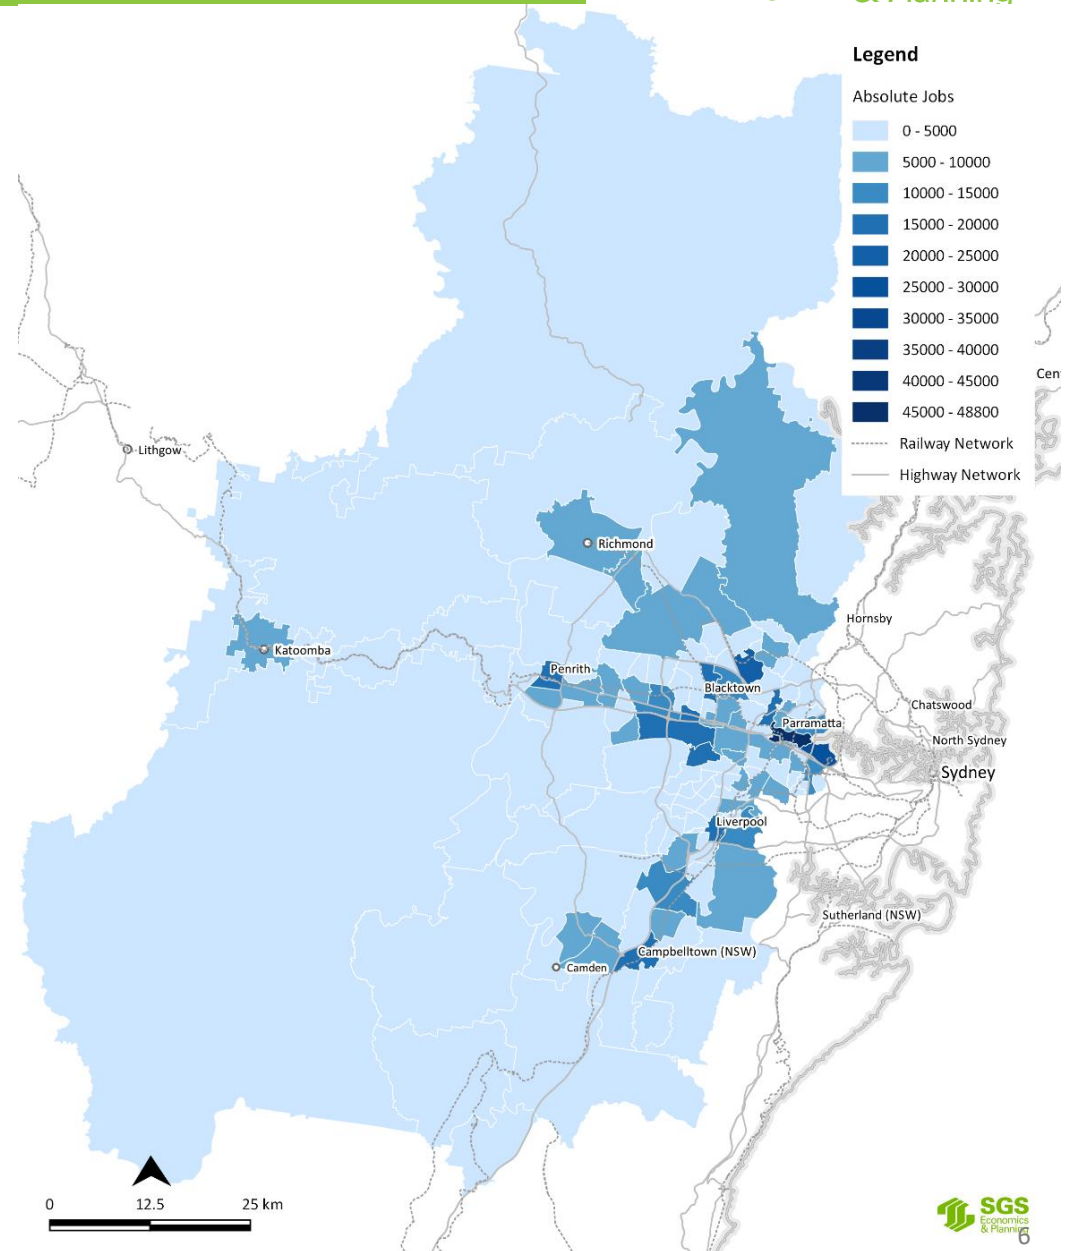 & Planning
Legend
Absolute Jobs
0 - 5000
5000 - 10000
10000 - 15000
15000 - 20000
20000 - 25000
25000 - 30000
30000 - 35000
35000 - 40000
40000 - 45000
45000 - 48800
Railway Network
Highway Network
Cen
Lithgow
Richmond
Hornsby
Katoomba
Penrith
Blacktown
Chatswood
Parramatta
North Sydney
Sydney
Liverpool
Sutherland (NSW)
Campbelltown (NSW)
Camden
0 12.5 25 km
SGS
Economics
& Planning
6